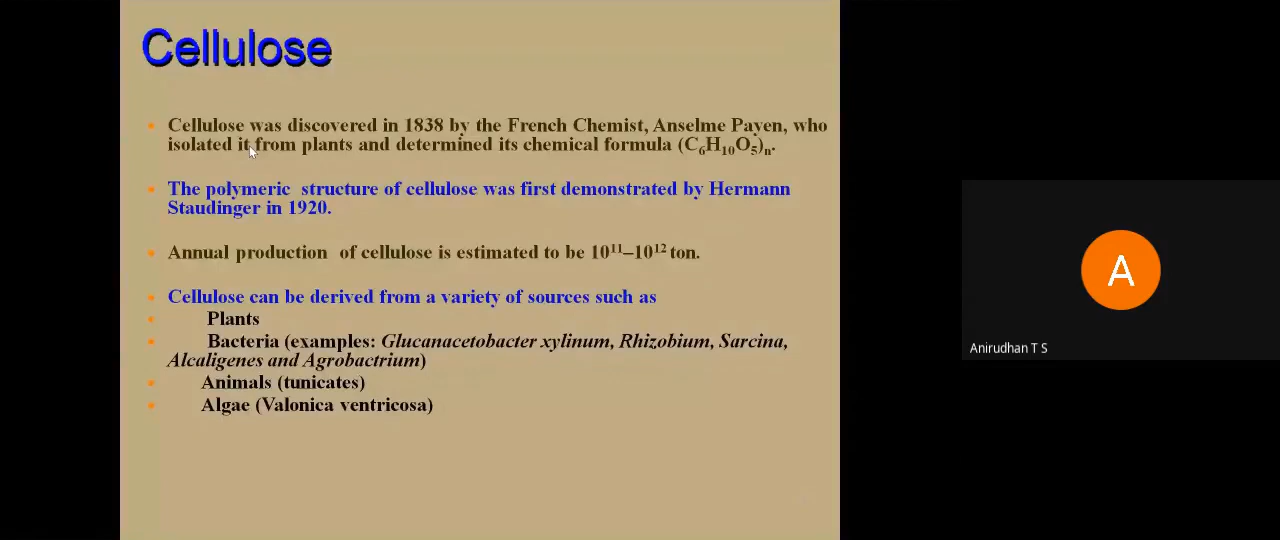 Cellulose
• Cellulose was discovered in 1838 by the French Chemist, Anselme Payen, who
isolated it from plants and determined its chemical formula (C₆H₁₀O₅)ₙ.
• The polymeric structure of cellulose was first demonstrated by Hermann
Staudinger in 1920.
• Annual production of cellulose is estimated to be 10¹¹–10¹² ton.
• Cellulose can be derived from a variety of sources such as
• Plants
• Bacteria (examples: Glucanacetobacter xylinum, Rhizobium, Sarcina,
Alcaligenes and Agrobactrium)
• Animals (tunicates)
• Algae (Valonica ventricosa)
A
Anirudhan T S